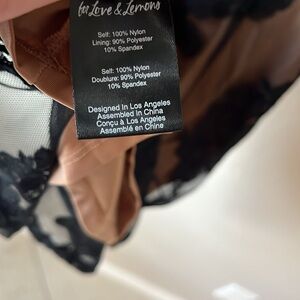 for Love & Lemons
Self: 100% Nylon
Lining: 90% Polyester
10% Spandex
Self: 100% Nylon
Doublure: 90% Polyester
10% Spandex
Designed In Los Angeles
Assembled In China
Conçu à Los Angeles
Assemblé en Chine